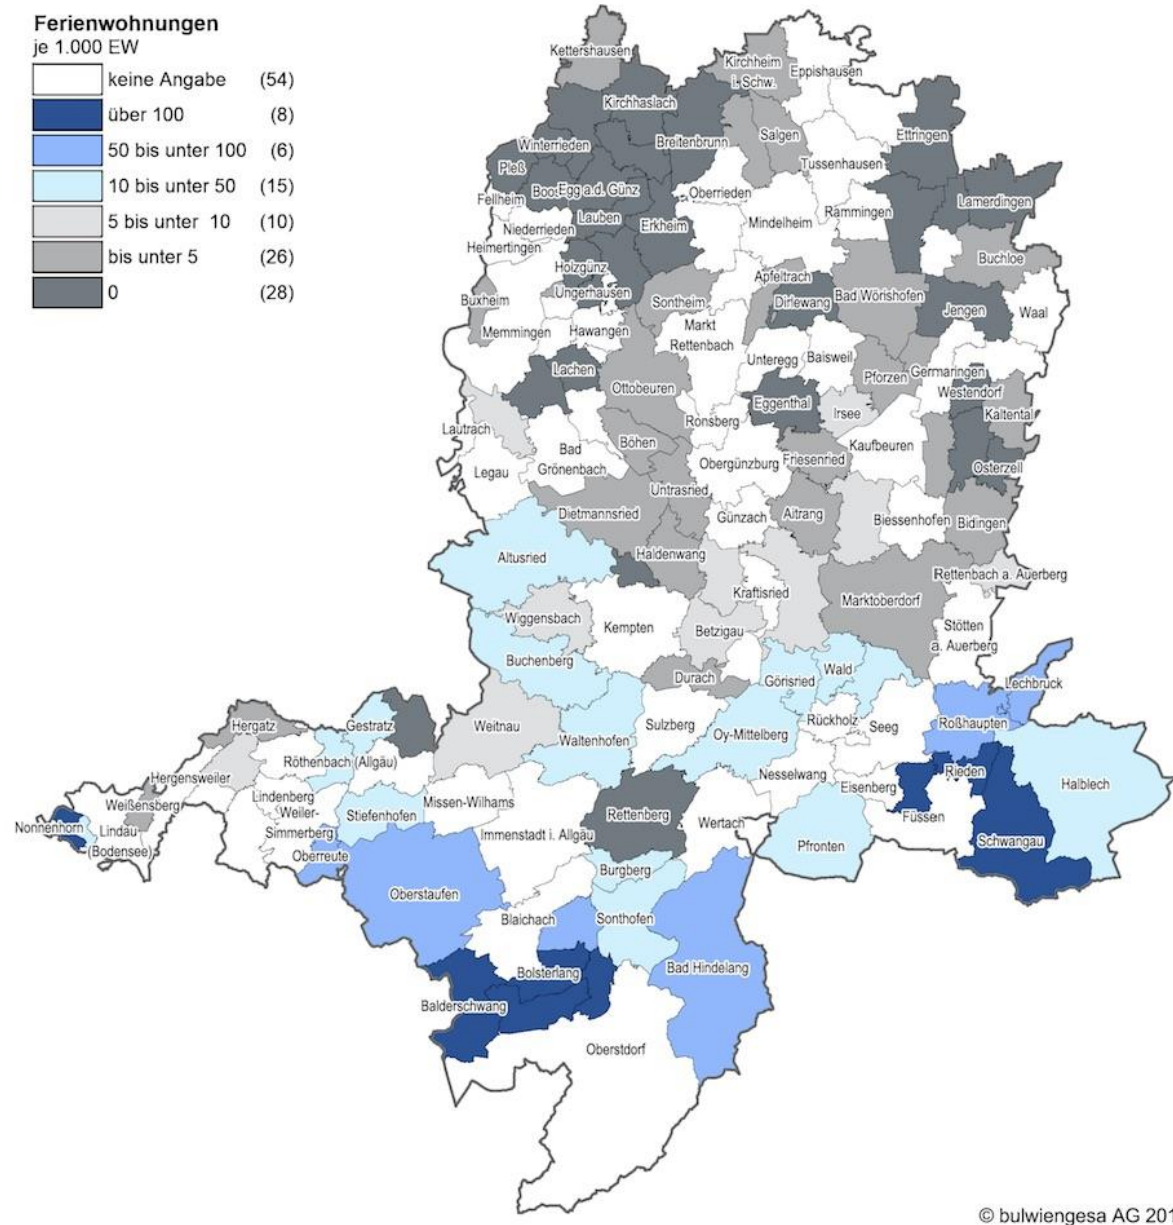 Ferienwohnungen
je 1.000 EW
keine Angabe (54)
über 100 (8)
50 bis unter 100 (6)
10 bis unter 50 (15)
5 bis unter 10 (10)
bis unter 5 (26)
0 (28)
Kettershausen
Kirchheim
i. Schw.
Eppishausen
Kirchhaslach
Ettringen
Salgen
Winterrieden
Breitenbrunn
Tussenhausen
Pleß
Boos
Egg a.d. Günz
Oberrieden
Fellheim
Lamerdingen
Lauben
Erkheim
Mindelheim
Rammingen
Niederrieden
Heimertingen
Buchloe
Holzgünz
Apfeltrach
Ungerhausen
Buxheim
Sontheim
Dirlewang
Bad Wörishofen
Jengen
Waal
Memmingen
Hawangen
Markt
Rettenbach
Unteregg
Baisweil
Lachen
Pforzen
Germaringen
Ottobeuren
Westendorf
Eggenthal
Irsee
Kaltental
Lautrach
Ronsberg
Böhen
Kaufbeuren
Bad
Grönenbach
Legau
Obergünzburg
Friesenried
Osterzell
Untrasried
Dietmannsried
Günzach
Aitrang
Biessenhofen
Bidingen
Altusried
Haldenwang
Rettenbach a. Auerberg
Kraftisried
Marktoberdorf
Wiggensbach
Kempten
Betzigau
Stötten
a. Auerberg
Buchenberg
Durach
Görisried
Wald
Lechbruck
Hergatz
Gestratz
Weitnau
Waltenhofen
Sulzberg
Oy-Mittelberg
Rückholz
Seeg
Roßhaupten
Röthenbach (Allgäu)
Hergensweiler
Nesselwang
Rieden
Halblech
Eisenberg
Weißensberg
Lindenberg
Missen-Wilhams
Weiler-
Simmerberg
Stiefenhofen
Rettenberg
Wertach
Füssen
Nonnenhorn
Lindau
(Bodensee)
Immenstadt i. Allgäu
Schwangau
Oberreute
Pfronten
Burgberg
Oberstaufen
Blaichach
Sonthofen
Bolsterlang
Bad Hindelang
Balderschwang
Oberstdorf
© bulwiengesa AG 201